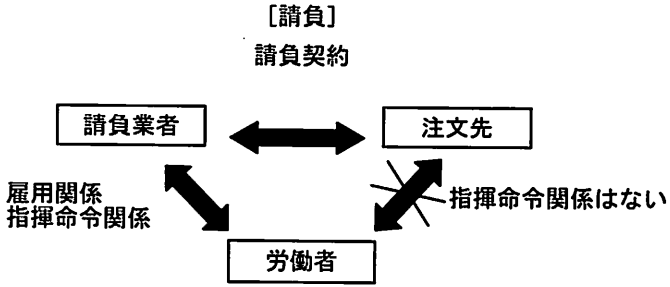 ［請負］
請負契約
請負業者
注文先
雇用関係
指揮命令関係
指揮命令関係はない
労働者